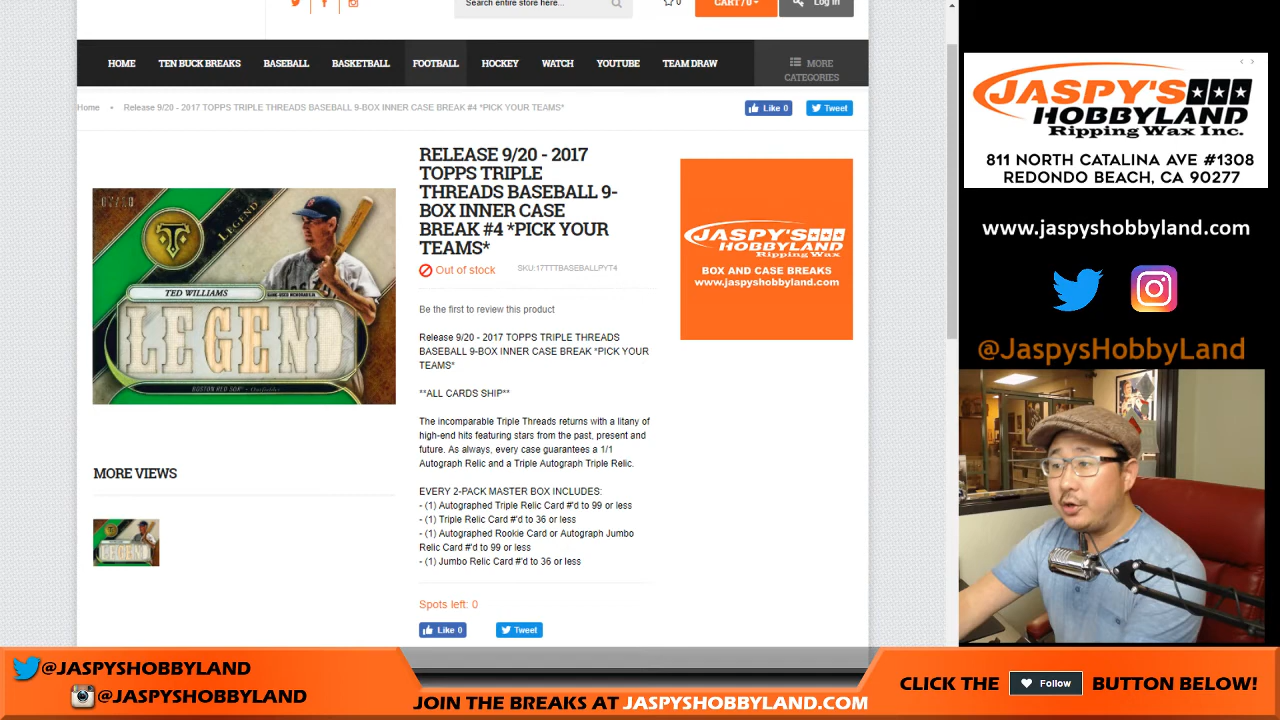 Search entire store here...
0
CART / 0
Log in
HOME
TEN BUCK BREAKS
BASEBALL
BASKETBALL
FOOTBALL
HOCKEY
WATCH
YOUTUBE
TEAM DRAW
MORE
CATEGORIES
Home • Release 9/20 - 2017 TOPPS TRIPLE THREADS BASEBALL 9-BOX INNER CASE BREAK #4 *PICK YOUR TEAMS*
Like 0
Tweet
LEGEND
TED WILLIAMS
LEGEND
BOSTON RED SOX
MORE VIEWS
LEGEND
RELEASE 9/20 - 2017
TOPPS TRIPLE
THREADS BASEBALL 9-
BOX INNER CASE
BREAK #4 *PICK YOUR
TEAMS*
Out of stock
SKU:17TTTBASEBALLPYT4
Be the first to review this product
Release 9/20 - 2017 TOPPS TRIPLE THREADS
BASEBALL 9-BOX INNER CASE BREAK *PICK YOUR
TEAMS*
**ALL CARDS SHIP**
The incomparable Triple Threads returns with a litany of
high-end hits featuring stars from the past, present and
future. As always, every case guarantees a 1/1
Autograph Relic and a Triple Autograph Triple Relic.
EVERY 2-PACK MASTER BOX INCLUDES:
- (1) Autographed Triple Relic Card #'d to 99 or less
- (1) Triple Relic Card #'d to 36 or less
- (1) Autographed Rookie Card or Autograph Jumbo
Relic Card #'d to 99 or less
- (1) Jumbo Relic Card #'d to 36 or less
Spots left: 0
Like 0
Tweet
JASPY'S
HOBBYLAND
Ripping Wax
BOX AND CASE BREAKS
www.jaspyshobbyland.com
JASPY'S
HOBBYLAND
Ripping Wax Inc.
811 NORTH CATALINA AVE #1308
REDONDO BEACH, CA 90277
www.jaspyshobbyland.com
@JaspysHobbyLand
@JASPYSHOBBYLAND
@JASPYSHOBBYLAND
JOIN THE BREAKS AT JASPYSHOBBYLAND.COM
CLICK THE
Follow
BUTTON BELOW!